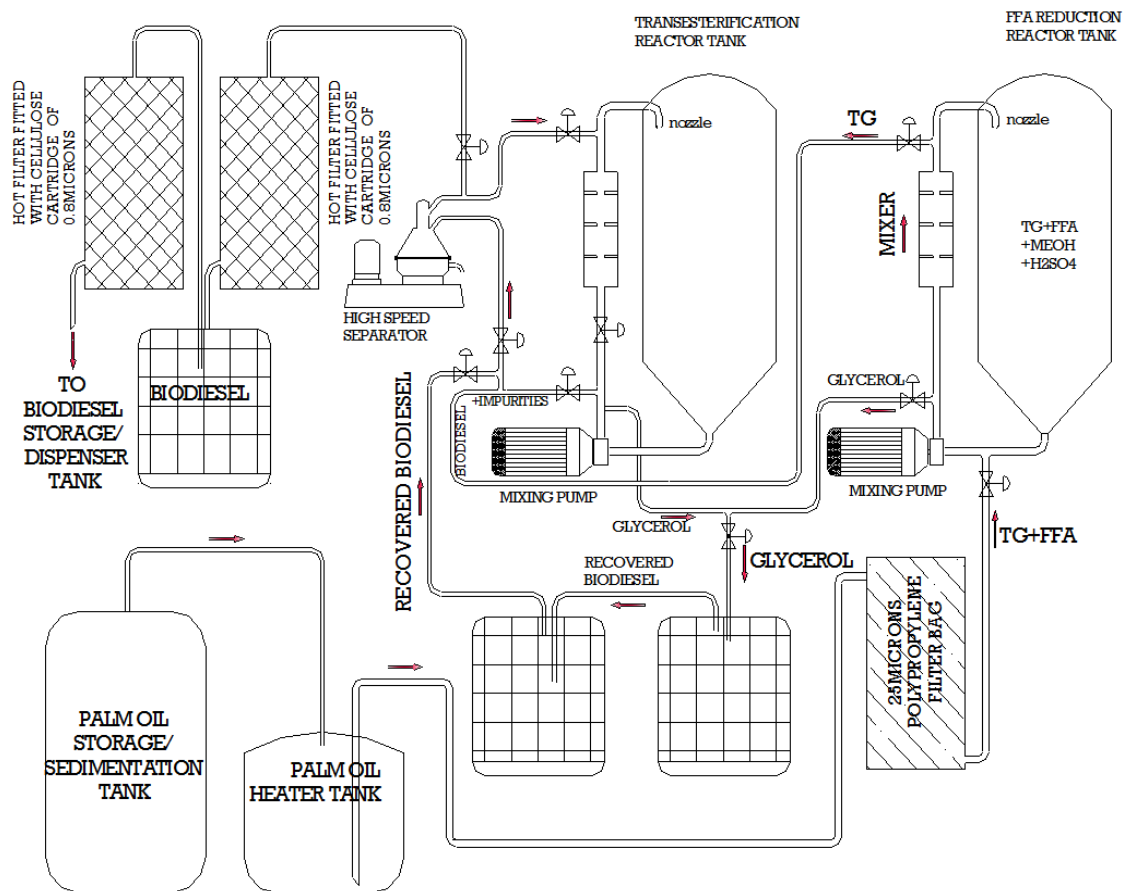 TRANSESTERIFICATION
REACTOR TANK
FFA REDUCTION
REACTOR TANK
HOT FILTER FITTED
WITH CELLULOSE
CARTRIDGE OF
0.8MICRONS
HOT FILTER FITTED
WITH CELLULOSE
CARTRIDGE OF
0.8MICRONS
nozzle
TG
nozzle
MIXER
TG+FFA
+MEOH
+H2SO4
HIGH SPEED
SEPARATOR
TO
BIODIESEL
STORAGE/
DISPENSER
TANK
BIODIESEL
RECOVERED BIODIESEL
BIODIESEL
+IMPURITIES
GLYCEROL
MIXING PUMP
MIXING PUMP
GLYCEROL
GLYCEROL
TG+FFA
RECOVERED
BIODIESEL
25MICRONS
POLYPROPYLENE
FILTER BAG
PALM OIL
STORAGE/
SEDIMENTATION
TANK
PALM OIL
HEATER TANK